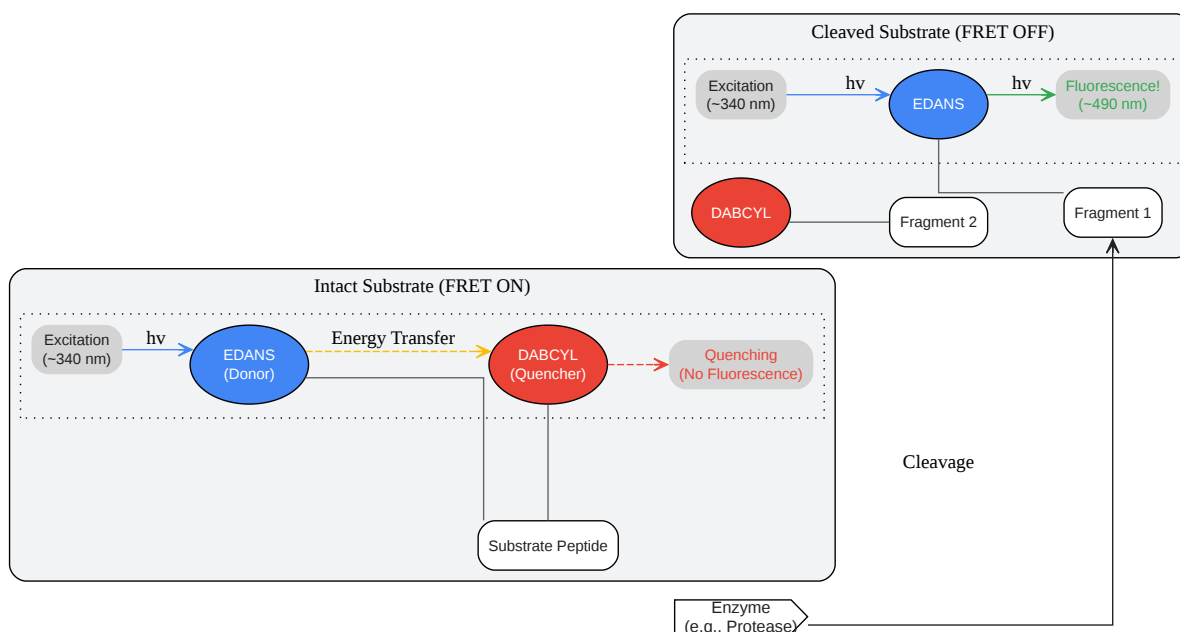 Cleaved Substrate (FRET OFF)
Excitation
(~340 nm)
hv
EDANS
hv
Fluorescence!
(~490 nm)
DABCYL
Fragment 2
Fragment 1
Intact Substrate (FRET ON)
Excitation
(~340 nm)
hv
EDANS
(Donor)
Energy Transfer
DABCYL
(Quencher)
Quenching
(No Fluorescence)
Substrate Peptide
Cleavage
Enzyme
(e.g., Protease)